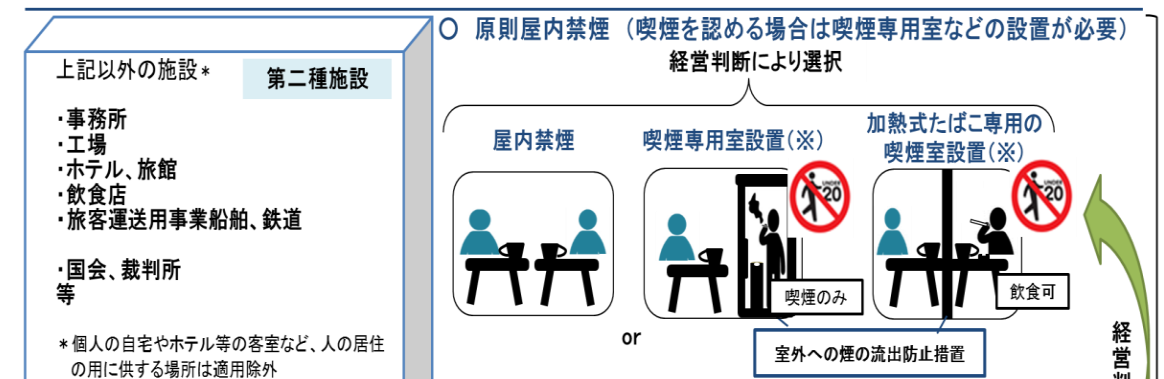 〇 原則屋内禁煙（喫煙を認める場合は喫煙専用室などの設置が必要）
経営判断により選択
上記以外の施設*
第二種施設
・事務所
・工場
・ホテル、旅館
・飲食店
・旅客運送用事業船舶、鉄道
・国会、裁判所
等
*個人の自宅やホテル等の客室など、人の居住
の用に供する場所は適用除外
屋内禁煙
喫煙専用室設置(※)
加熱式たばこ専用の
喫煙室設置(※)
UNDER
20
UNDER
20
喫煙のみ
飲食可
or
室外への煙の流出防止措置
経営